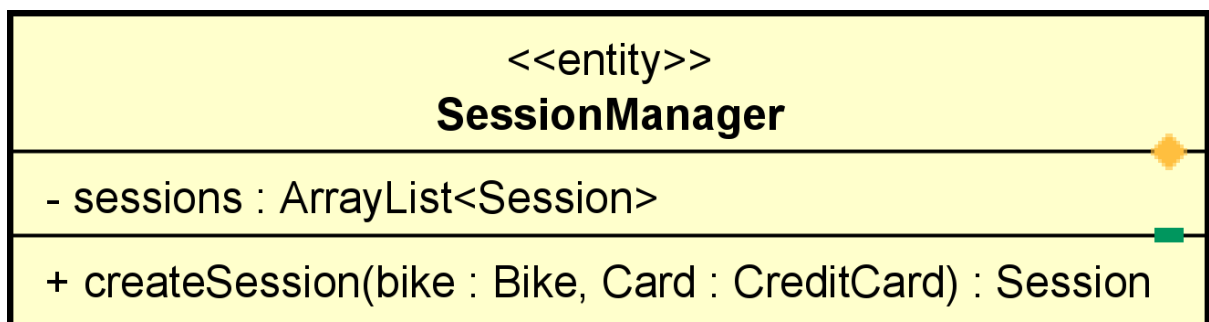 <<entity>>
SessionManager
- sessions : ArrayList<Session>
+ createSession(bike : Bike, Card : CreditCard) : Session